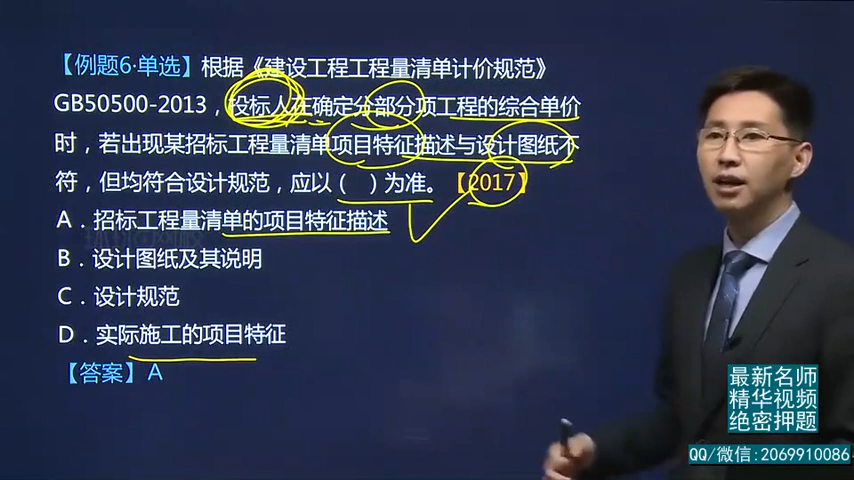 【例题6·单选】根据《建设工程工程量清单计价规范》
GB50500-2013，投标人在确定分部分项工程的综合单价
时，若出现某招标工程量清单项目特征描述与设计图纸不
符，但均符合设计规范，应以（ ）为准。【2017】
A．招标工程量清单的项目特征描述
B．设计图纸及其说明
C．设计规范
D．实际施工的项目特征
【答案】A
最新名师
精华视频
绝密押题
QQ/微信:2069910086